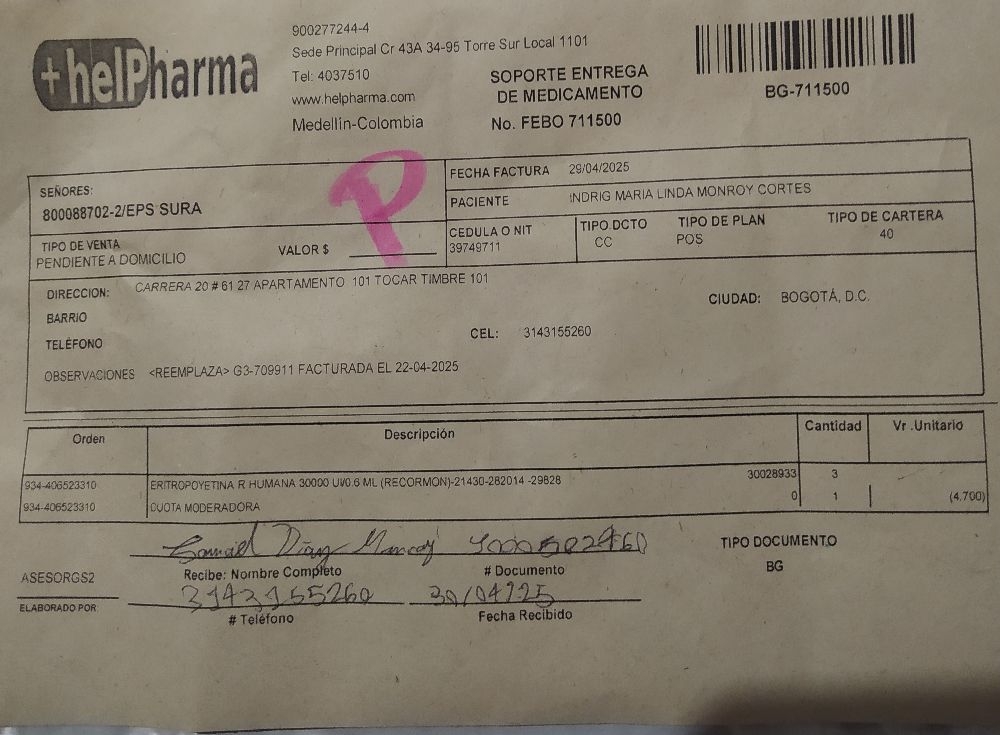 +helPharma
900277244-4
Sede Principal Cr 43A 34-95 Torre Sur Local 1101
Tel: 4037510
www.helpharma.com
Medellín-Colombia
SOPORTE ENTREGA
DE MEDICAMENTO
No. FEBO 711500
BG-711500
P
SEÑORES:
800088702-2/EPS SURA
FECHA FACTURA 29/04/2025
PACIENTE INDRIG MARIA LINDA MONROY CORTES
TIPO DE VENTA
PENDIENTE A DOMICILIO
VALOR $
CEDULA O NIT
39749711
TIPO DCTO
CC
TIPO DE PLAN
POS
TIPO DE CARTERA
40
DIRECCION: CARRERA 20 # 61 27 APARTAMENTO 101 TOCAR TIMBRE 101
CIUDAD: BOGOTÁ, D.C.
BARRIO
TELÉFONO
CEL: 3143155260
OBSERVACIONES <REEMPLAZA> G3-709911 FACTURADA EL 22-04-2025
Orden Descripción Cantidad Vr .Unitario
934-406523310 ERITROPOYETINA R HUMANA 30000 UI/0.6 ML (RECORMON)-21430-282014 -29828 30028933 3
934-406523310 CUOTA MODERADORA 0 1 (4.700)
Samuel Díaz Monroy
Recibe: Nombre Completo # Documento
3143155260 30/04/25
# Teléfono Fecha Recibido
ASESORGS2
ELABORADO POR
TIPO DOCUMENTO
BG